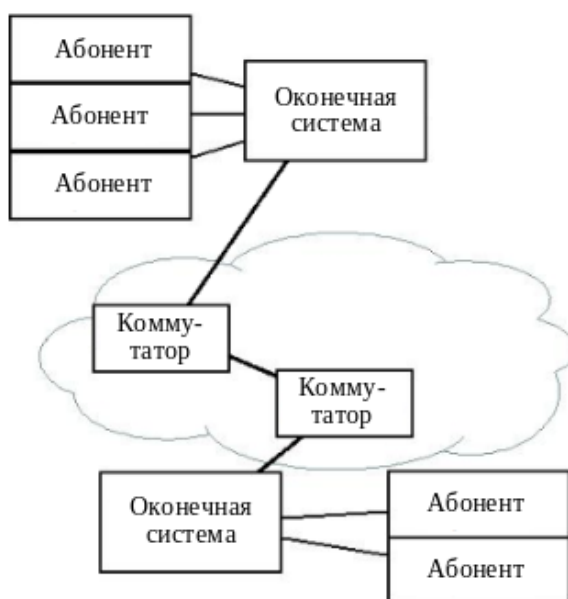 Абонент
Абонент
Абонент
Оконечная
система
Комму-
татор
Комму-
татор
Оконечная
система
Абонент
Абонент